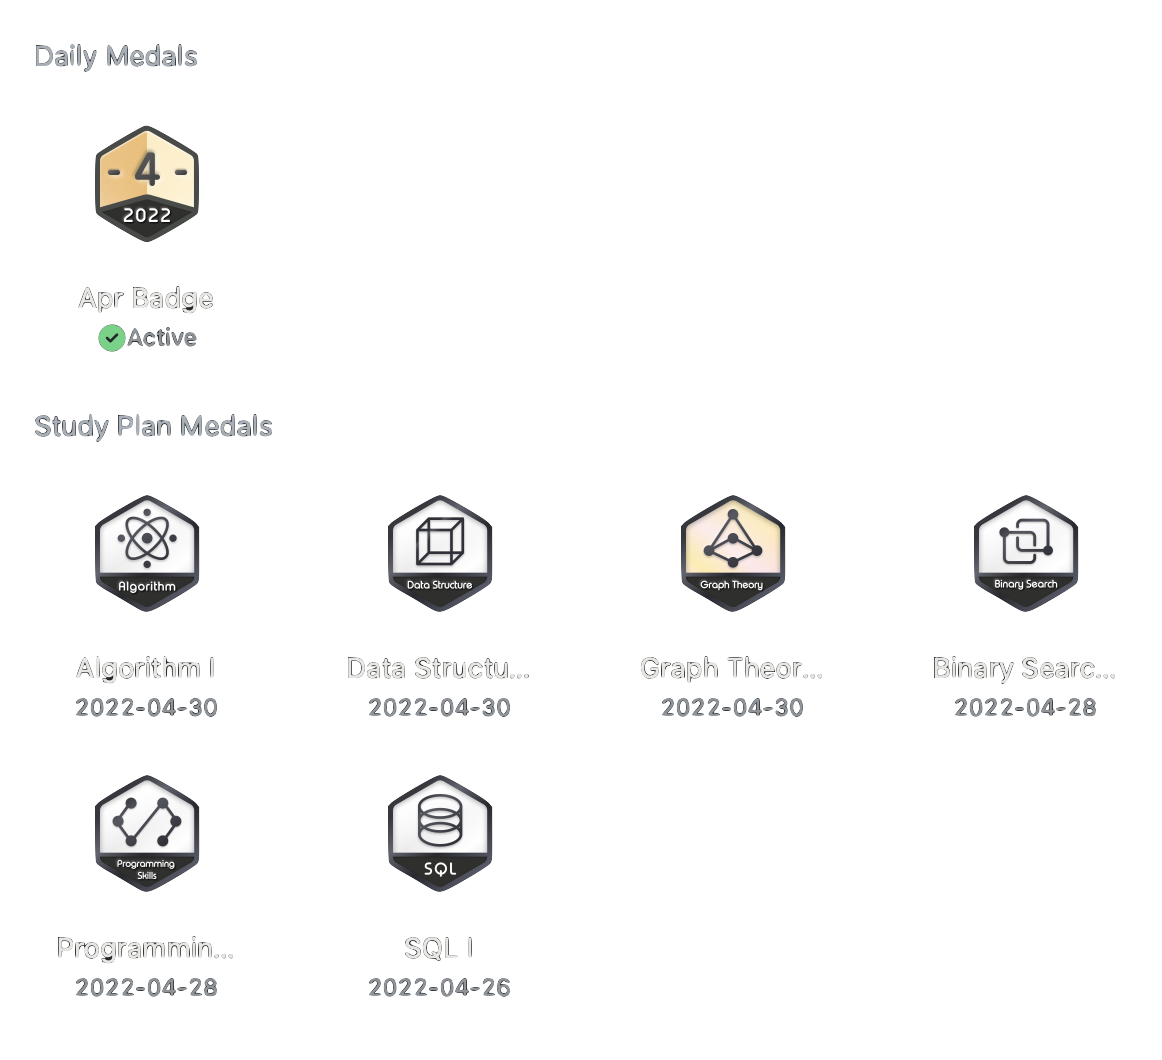 Daily Medals
- 4 -
2022
Apr Badge
Active
Study Plan Medals
Algorithm
Data Structure
Graph Theory
Binary Search
Algorithm I
Data Structu...
Graph Theor...
Binary Searc...
2022-04-30
2022-04-30
2022-04-30
2022-04-28
Programming
Skills
SQL
Programmin...
SQL I
2022-04-28
2022-04-26